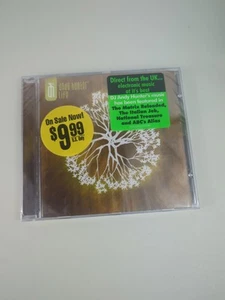 On Sale Now!
$9.99
Direct from the UK...
electronic music
at it's best
DJ Andy Hunter's music
has been featured in:
The Matrix Reloaded,
The Italian Job,
National Treasure
and ABC's Alias